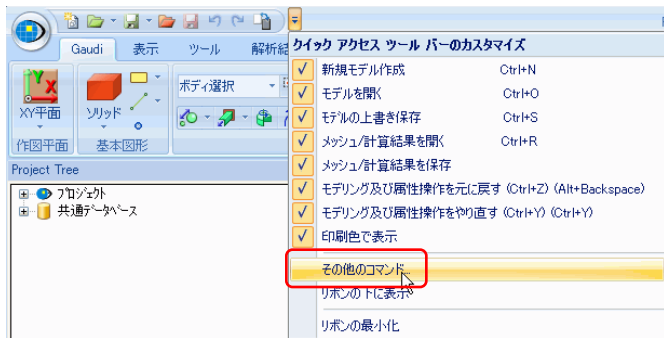 クイック アクセス ツール バーのカスタマイズ
Gaudi 表示 ツール 解析結
新規モデル作成 Ctrl+N
モデルを開く Ctrl+O
モデルの上書き保存 Ctrl+S
メッシュ/計算結果を開く Ctrl+R
メッシュ/計算結果を保存
モデリング及び属性操作を元に戻す (Ctrl+Z) (Alt+Backspace)
モデリング及び属性操作をやり直す (Ctrl+Y) (Ctrl+Y)
印刷色で表示
その他のコマンド...
リボンの下に表示
リボンの最小化
XY平面
ソリッド
ボディ選択
作図平面
基本図形
Project Tree
プロジェクト
共通データベース